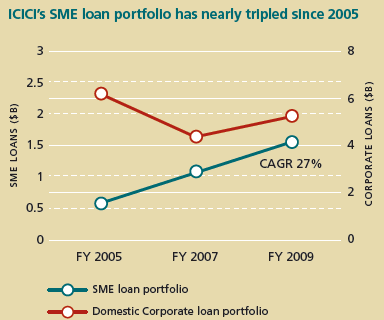 ICICI's SME loan portfolio has nearly tripled since 2005
3
2.5
2
1.5
1
0.5
0
SME LOANS ($B)
8
6
4
2
0
CORPORATE LOANS ($B)
CAGR 27%
FY 2005 FY 2007 FY 2009
SME loan portfolio
Domestic Corporate loan portfolio